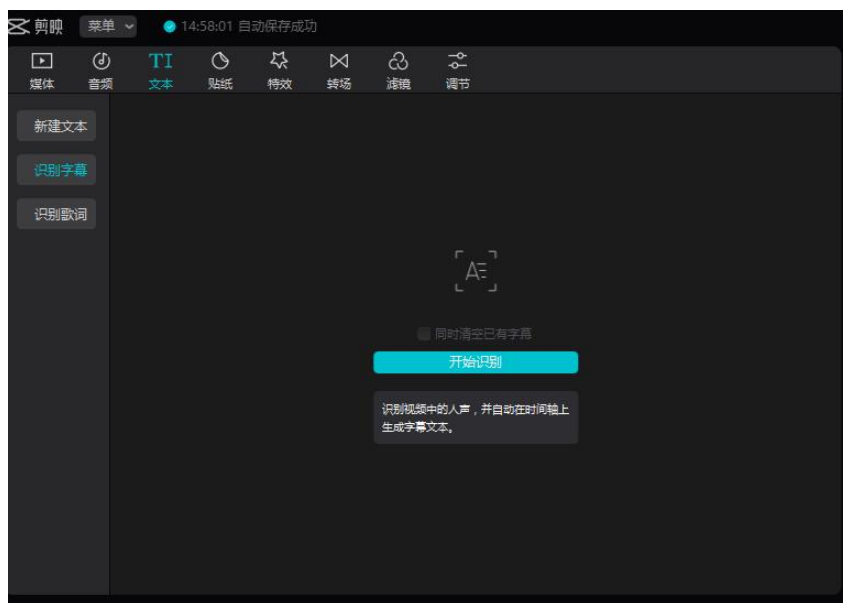 剪映 菜单 14:58:01 自动保存成功
TI
媒体 音频 文本 贴纸 特效 转场 滤镜 调节
新建文本
识别字幕
识别歌词
同时清空已有字幕
开始识别
识别视频中的人声，并自动在时间轴上
生成字幕文本。